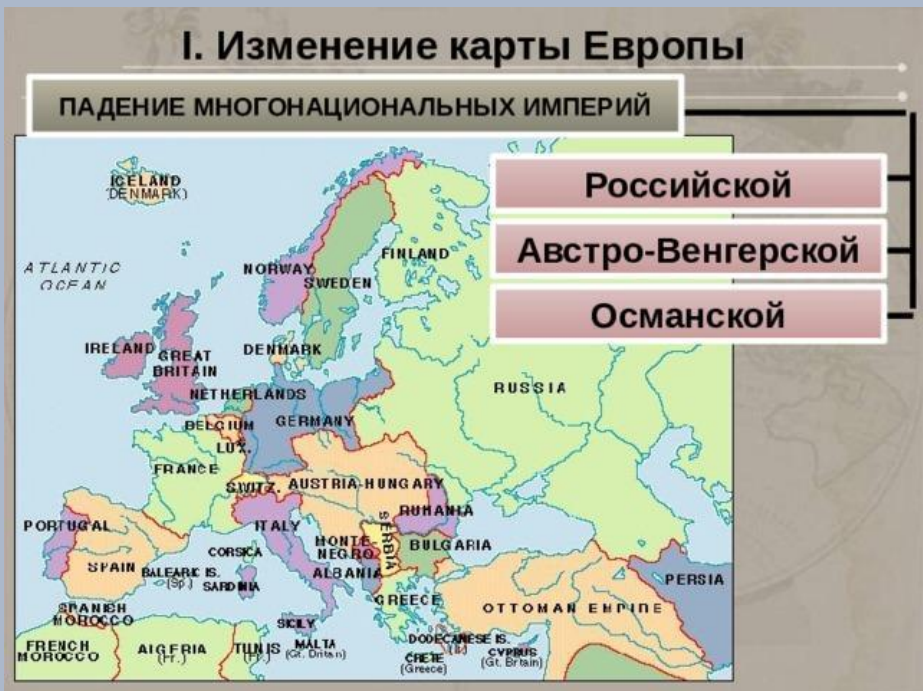 I. Изменение карты Европы
ПАДЕНИЕ МНОГОНАЦИОНАЛЬНЫХ ИМПЕРИЙ
Российской
Австро-Венгерской
Османской
ICELAND
(DENMARK)
ATLANTIC
OCEAN
NORWAY
SWEDEN
FINLAND
IRELAND
GREAT
BRITAIN
DENMARK
RUSSIA
NETHERLANDS
BELGIUM
GERMANY
LUX.
FRANCE
SWITZ.
AUSTRIA-HUNGARY
RUMANIA
PORTUGAL
ITALY
SERBIA
MONTE-
NEGRO
BULGARIA
CORSICA
SPAIN
BALEARIC IS.
(Sp.)
SARDINIA
ALBANIA
PERSIA
GREECE
OTTOMAN EMPIRE
SPANISH
MOROCCO
SICILY
FRENCH
MOROCCO
ALGERIA
(Fr.)
TUNIS
(Fr.)
MALTA
(Gt. Britan)
DODECANESE IS.
CRETE
(Greece)
CYPRUS
(Gt. Britain)